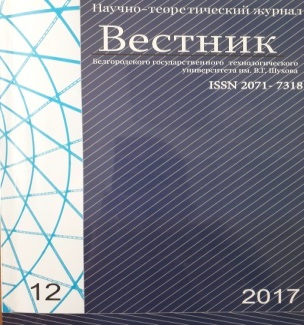 Научно-теоретический журнал
Вестник
Белгородского государственного технологического
университета им. В.Г. Шухова
ISSN 2071- 7318
12
2017